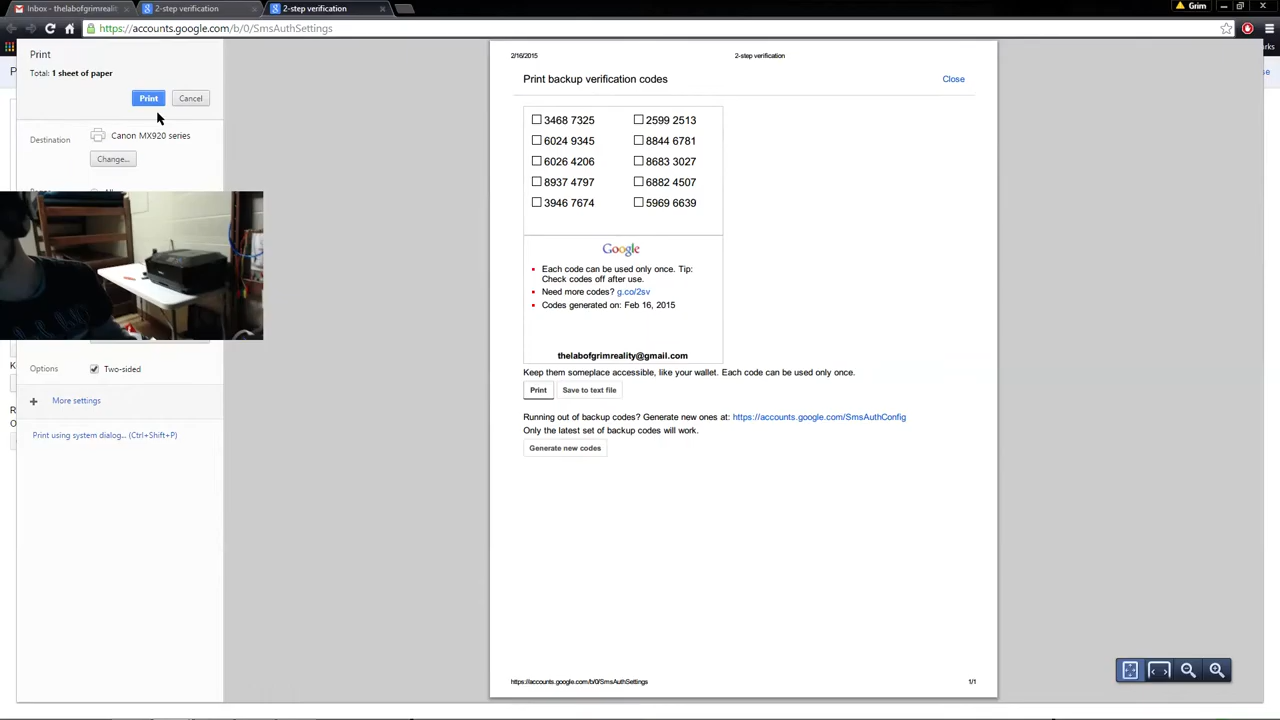 Inbox - thelabofgrimreality
2-step verification
2-step verification
Grim
https://accounts.google.com/b/0/SmsAuthSettings
Print
Total: 1 sheet of paper
Print
Cancel
Destination
Canon MX920 series
Change...
Options
Two-sided
More settings
Print using system dialog... (Ctrl+Shift+P)
2/16/2015
2-step verification
Print backup verification codes
Close
3468 7325
2599 2513
6024 9345
8844 6781
6026 4206
8683 3027
8937 4797
6882 4507
3946 7674
5969 6639
Google
Each code can be used only once. Tip:
Check codes off after use.
Need more codes? g.co/2sv
Codes generated on: Feb 16, 2015
thelabofgrimreality@gmail.com
Keep them someplace accessible, like your wallet. Each code can be used only once.
Print
Save to text file
Running out of backup codes? Generate new ones at: https://accounts.google.com/SmsAuthConfig
Only the latest set of backup codes will work.
Generate new codes
https://accounts.google.com/b/0/SmsAuthSettings
1/1